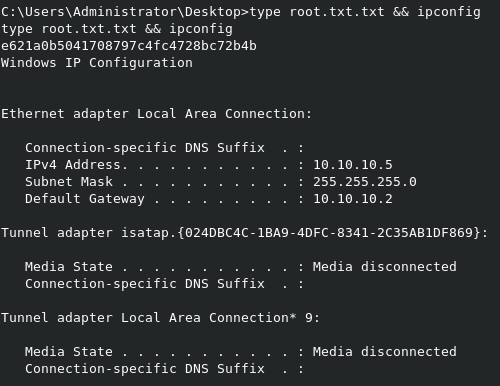 C:\Users\Administrator\Desktop>type root.txt.txt && ipconfig
type root.txt.txt && ipconfig
e621a0b5041708797c4fc4728bc72b4b
Windows IP Configuration
Ethernet adapter Local Area Connection:
Connection-specific DNS Suffix  . :
IPv4 Address. . . . . . . . . . . : 10.10.10.5
Subnet Mask . . . . . . . . . . . : 255.255.255.0
Default Gateway . . . . . . . . . : 10.10.10.2
Tunnel adapter isatap.{024DBC4C-1BA9-4DFC-8341-2C35AB1DF869}:
Media State . . . . . . . . . . . : Media disconnected
Connection-specific DNS Suffix  . :
Tunnel adapter Local Area Connection* 9:
Media State . . . . . . . . . . . : Media disconnected
Connection-specific DNS Suffix  . :